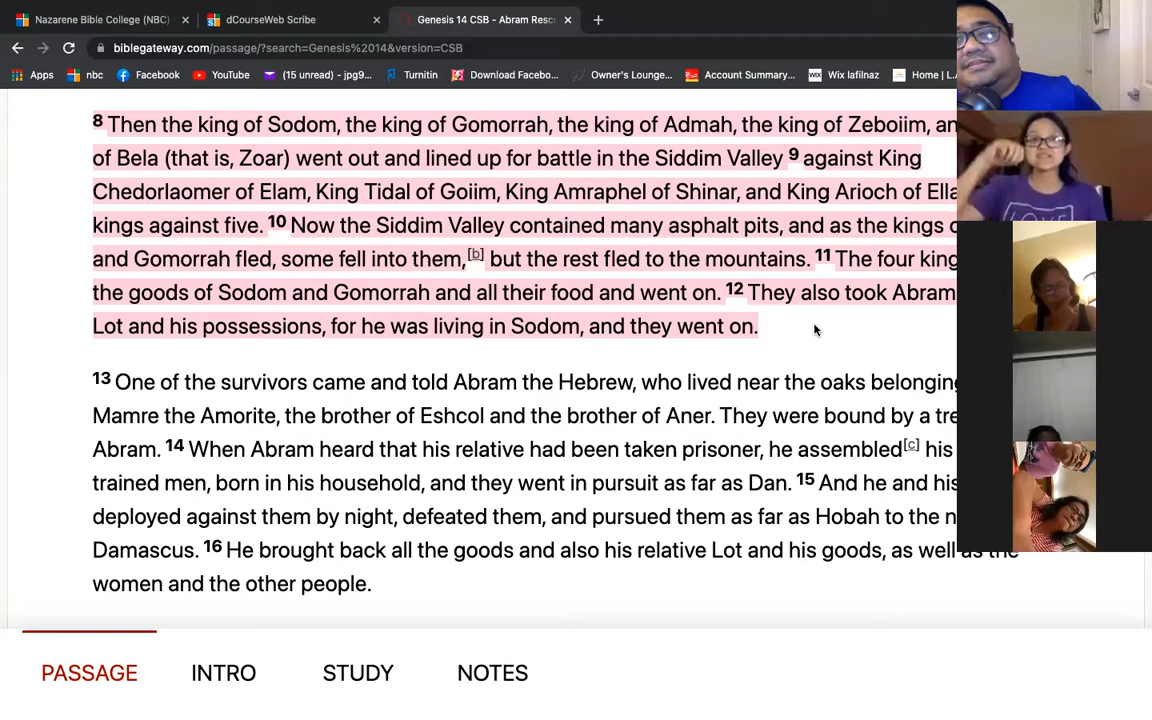 Nazarene Bible College (NBC)
dCourseWeb Scribe
Genesis 14 CSB - Abram Resc
biblegateway.com/passage/?search=Genesis%2014&version=CSB
Apps nbc Facebook YouTube (15 unread) - jpg9... Turnitin Download Facebo... Owner's Lounge... Account Summary... WIX Wix lafilnaz Home | L.A
8 Then the king of Sodom, the king of Gomorrah, the king of Admah, the king of Zeboiim, an
of Bela (that is, Zoar) went out and lined up for battle in the Siddim Valley 9 against King
Chedorlaomer of Elam, King Tidal of Goiim, King Amraphel of Shinar, and King Arioch of Ella
kings against five. 10 Now the Siddim Valley contained many asphalt pits, and as the kings o
and Gomorrah fled, some fell into them,[b] but the rest fled to the mountains. 11 The four king
the goods of Sodom and Gomorrah and all their food and went on. 12 They also took Abram
Lot and his possessions, for he was living in Sodom, and they went on.
13 One of the survivors came and told Abram the Hebrew, who lived near the oaks belonging
Mamre the Amorite, the brother of Eshcol and the brother of Aner. They were bound by a tre
Abram. 14 When Abram heard that his relative had been taken prisoner, he assembled[c] his
trained men, born in his household, and they went in pursuit as far as Dan. 15 And he and his
deployed against them by night, defeated them, and pursued them as far as Hobah to the n
Damascus. 16 He brought back all the goods and also his relative Lot and his goods, as well as the
women and the other people.
PASSAGE INTRO STUDY NOTES